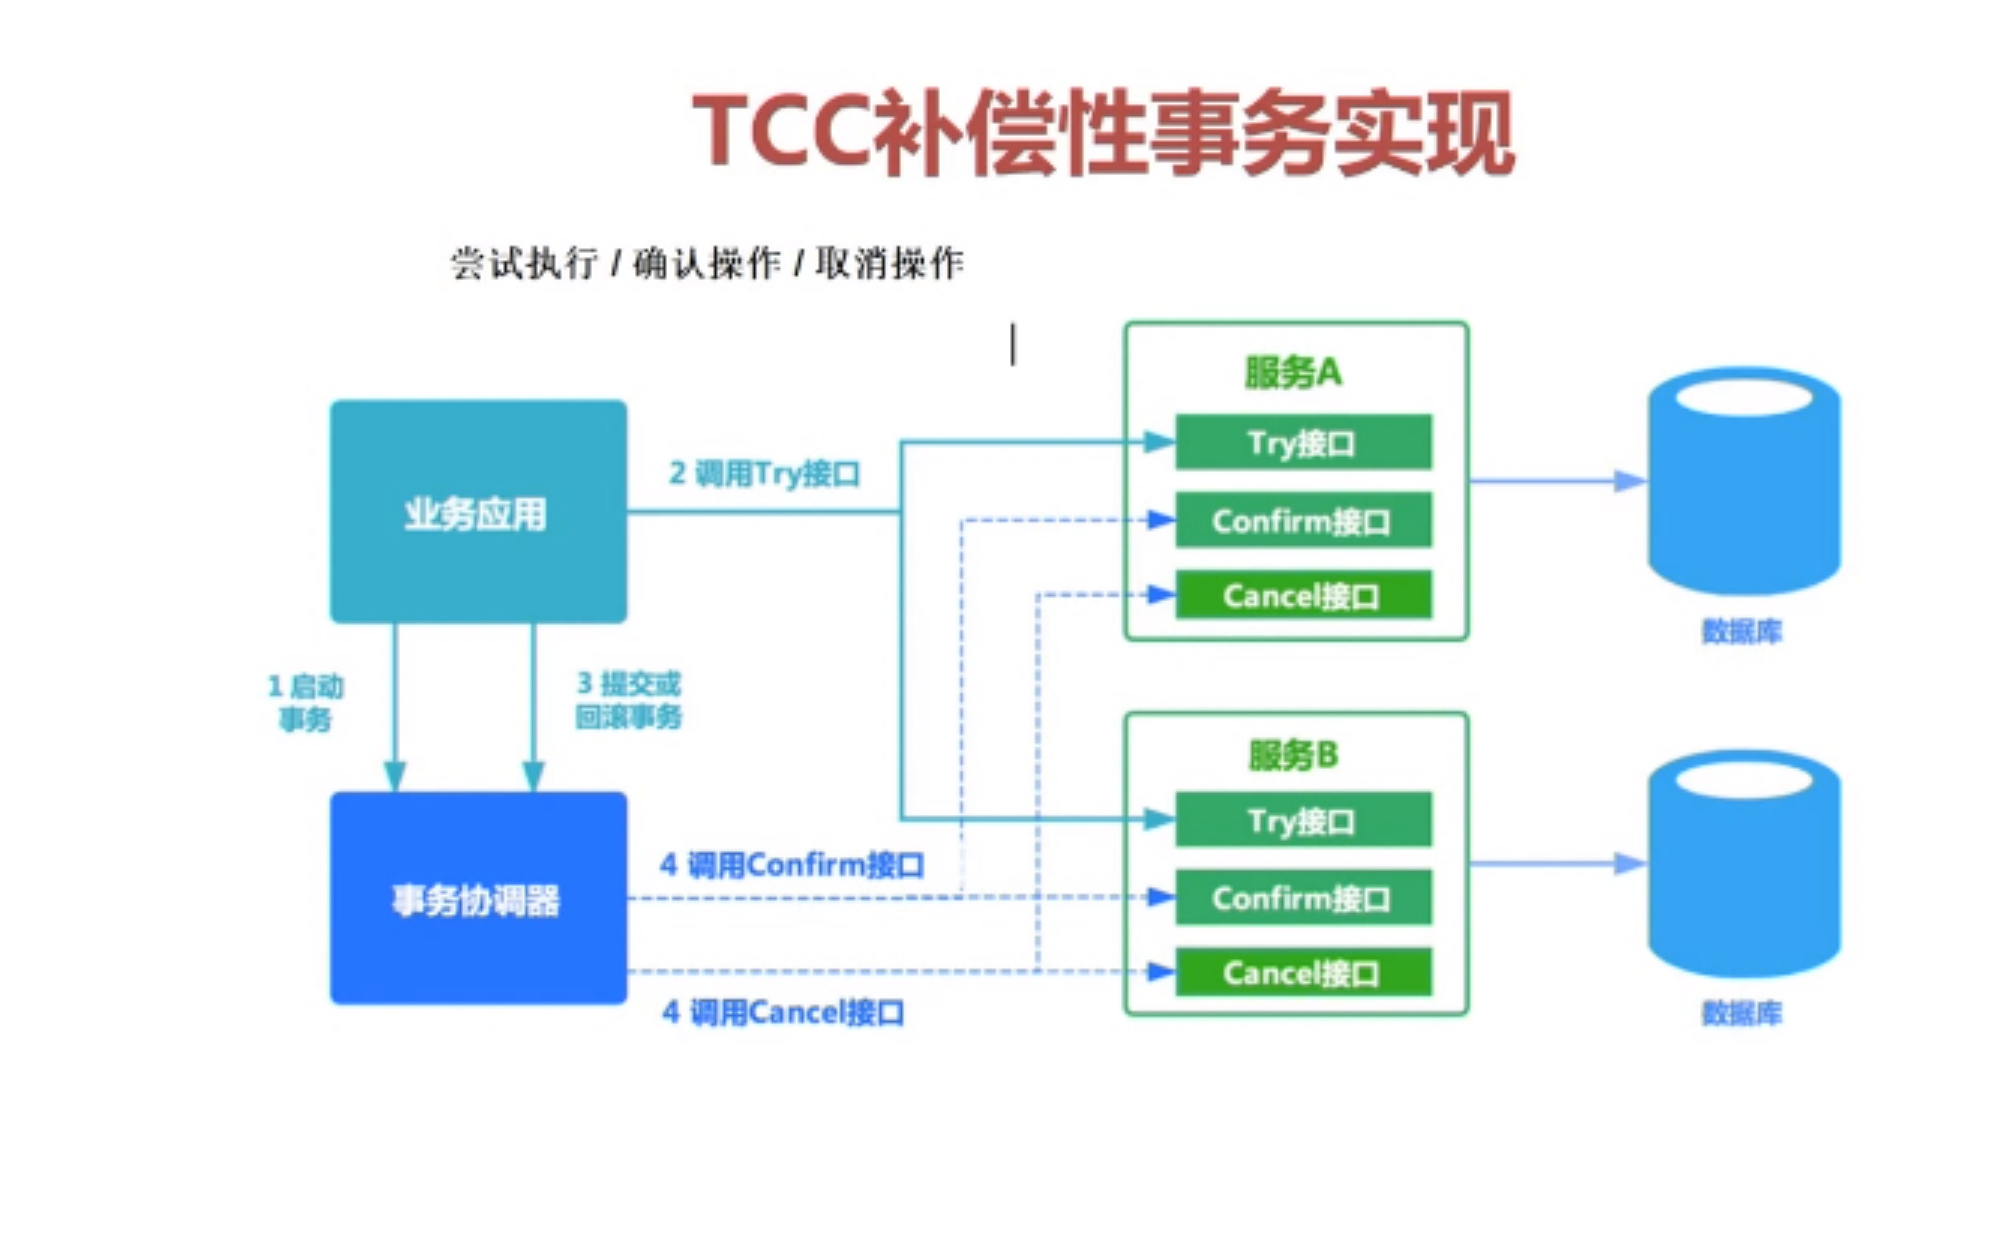 TCC补偿性事务实现
尝试执行 / 确认操作 / 取消操作
服务A
Try接口
2 调用Try接口
业务应用
Confirm接口
Cancel接口
数据库
1 启动
事务
3 提交或
回滚事务
服务B
Try接口
4 调用Confirm接口
事务协调器
Confirm接口
Cancel接口
4 调用Cancel接口
数据库